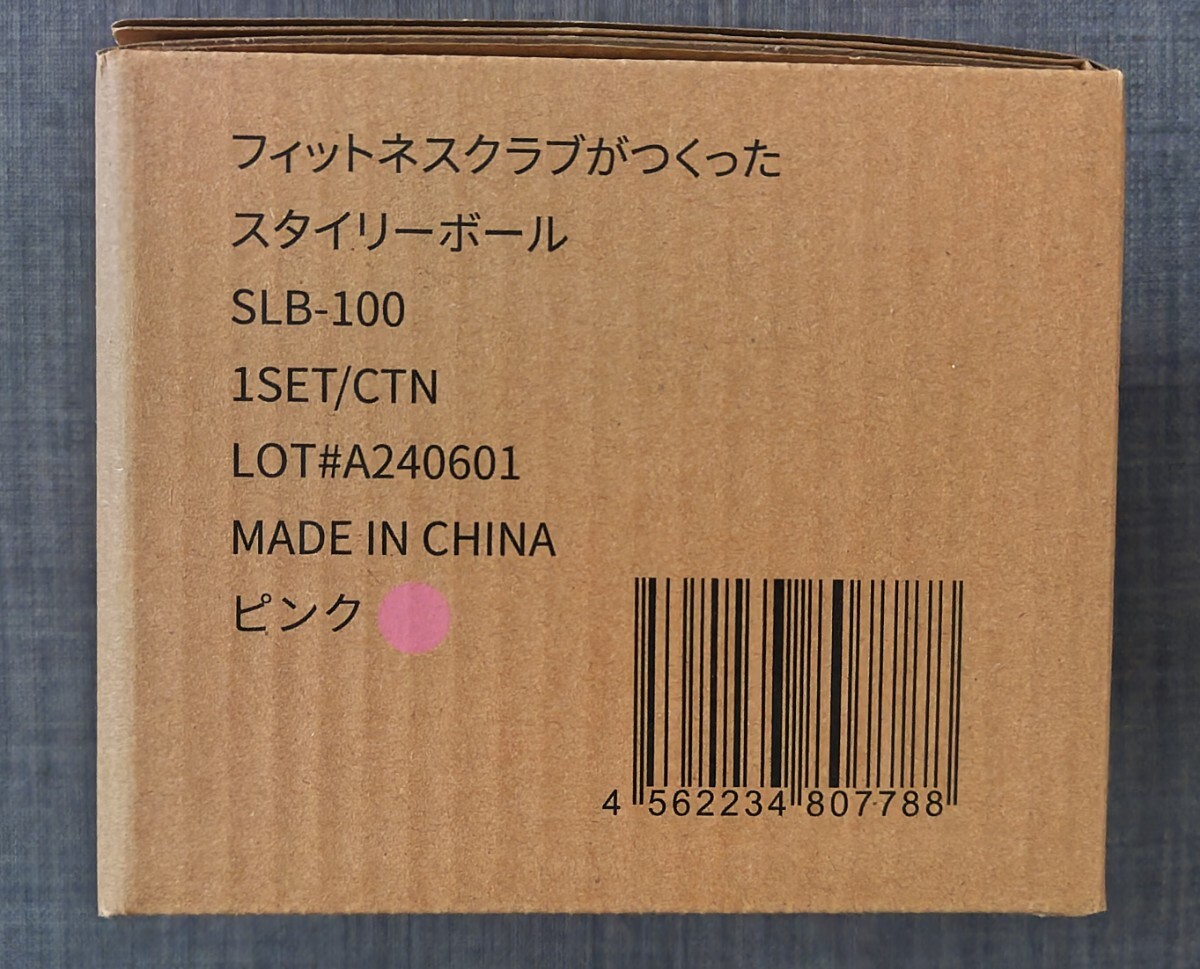 フィットネスクラブがつくった
スタイリーボール
SLB-100
1SET/CTN
LOT#A240601
MADE IN CHINA
ピンク
4 562234 807788